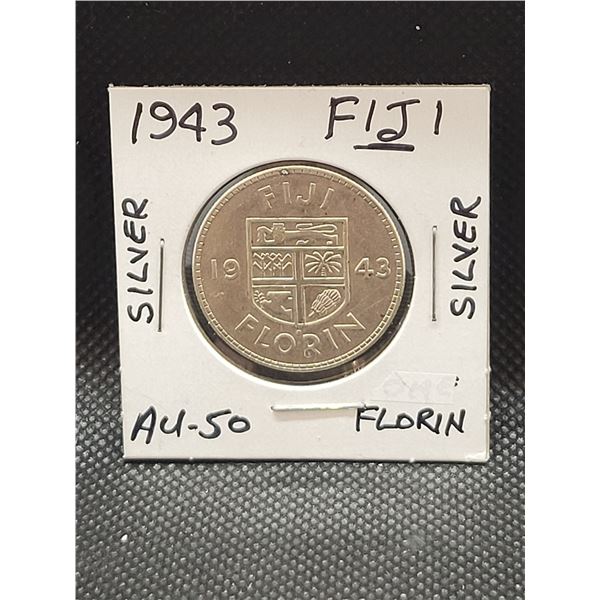 1943 FIJI
SILVER
FIJI
19 43
FLORIN
SILVER
AU-50 FLORIN